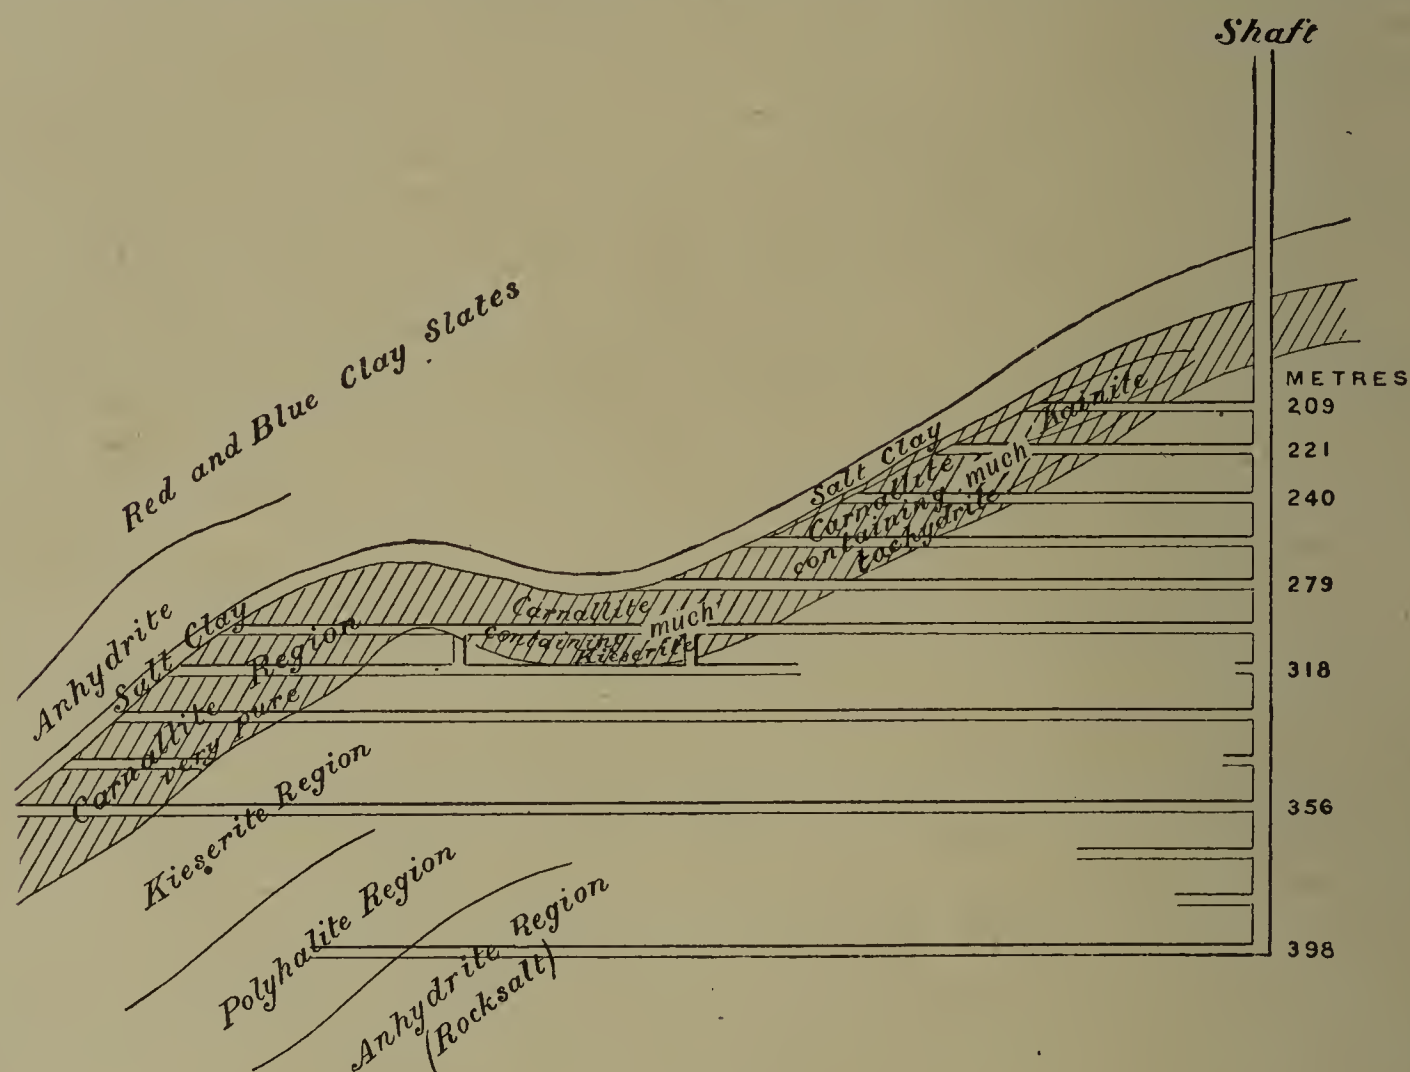 Shaft
Red and Blue Clay Slates
METRES
209
221
240
279
318
356
398
Kainite
Salt Clay
Carnallite
containing much
tachydrite
Carnallite
containing much
Kieserite
Anhydrite
Salt Clay
Carnallite Region
very pure
Kieserite Region
Polyhalite Region
Anhydrite Region
(Rocksalt)